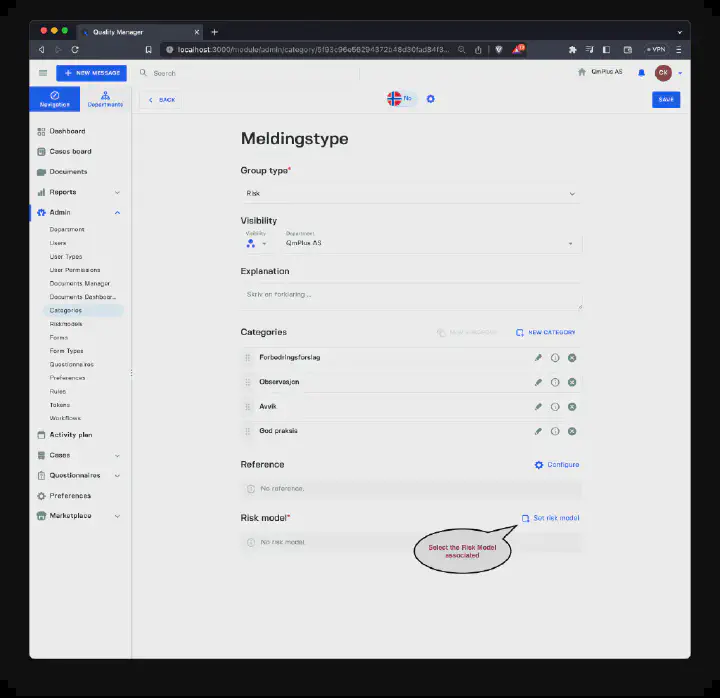 Quality Manager
localhost:3000/module/admin/category/5f93c96e56294372b48d30fad84f3...
VPN
NEW MESSAGE
Search
QmPlus AS
CK
Navigation
Departments
BACK
No
SAVE
Dashboard
Cases board
Documents
Reports
Admin
Department
Users
User Types
User Permissions
Documents Manager
Documents Dashboar...
Categories
Riskmodels
Forms
Form Types
Questionnaires
Preferences
Rules
Tokens
Workflows
Activity plan
Cases
Questionnaires
Preferences
Marketplace
Meldingstype
Group type*
Risk
Visibility
Visibility
Department
QmPlus AS
Explanation
Skriv en forklaring ...
Categories
NEW CATEGORY
Forbedringsforslag
Observasjon
Avvik
God praksis
Reference
Configure
No reference.
Risk model*
Set risk model
No risk model.
Select the Risk Model
associated